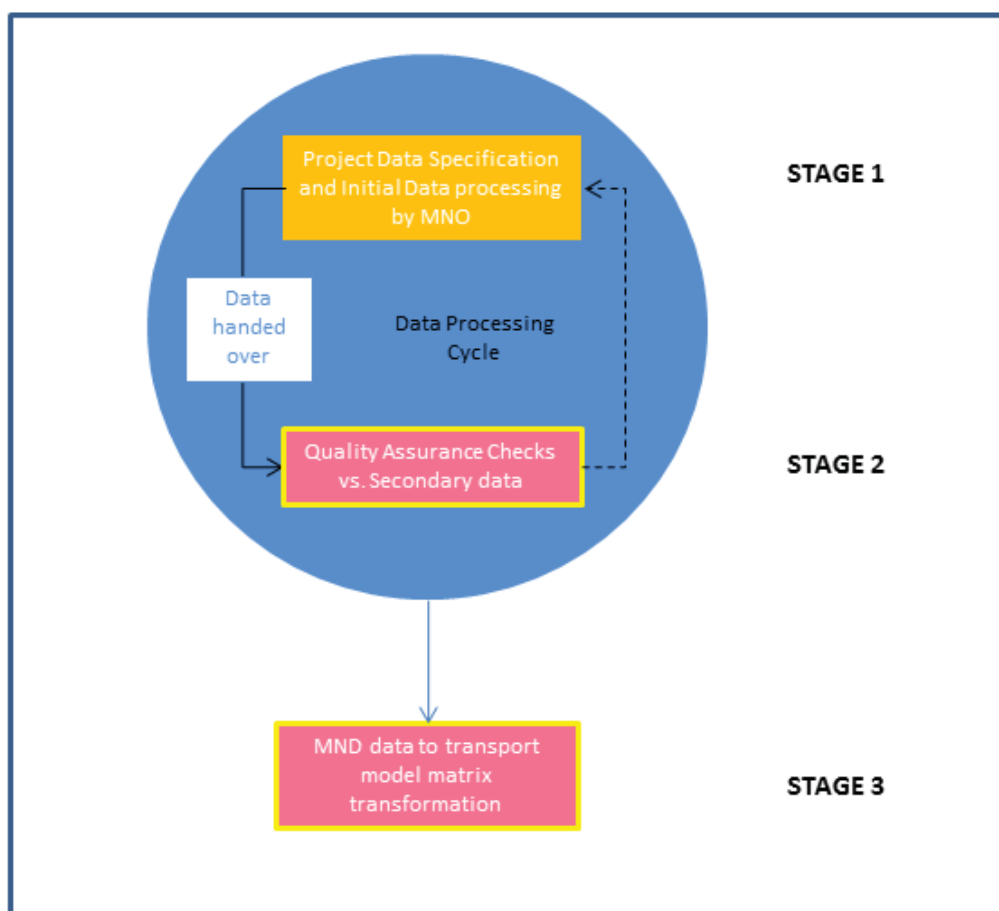 Project Data Specification
and Initial Data processing
by MNO
STAGE 1
Data
handed
over
Data Processing
Cycle
Quality Assurance Checks
vs. Secondary data
STAGE 2
MND data to transport
model matrix
transformation
STAGE 3